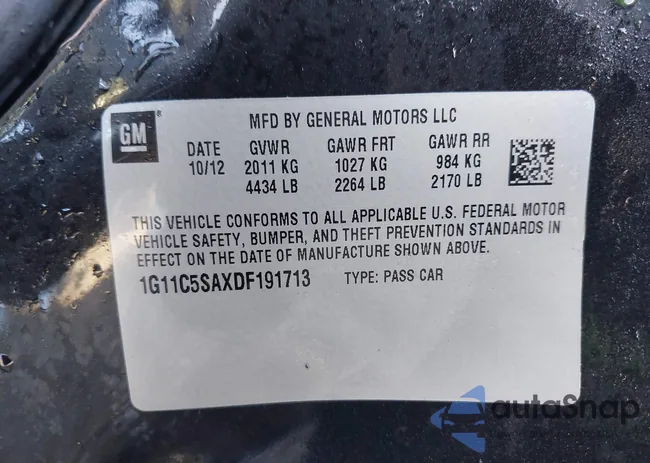 GM
MFD BY GENERAL MOTORS LLC
DATE GVWR GAWR FRT GAWR RR
10/12 2011 KG 1027 KG 984 KG
4434 LB 2264 LB 2170 LB
THIS VEHICLE CONFORMS TO ALL APPLICABLE U.S. FEDERAL MOTOR
VEHICLE SAFETY, BUMPER, AND THEFT PREVENTION STANDARDS IN
EFFECT ON THE DATE OF MANUFACTURE SHOWN ABOVE.
1G11C5SAXDF191713 TYPE: PASS CAR
autoSnap